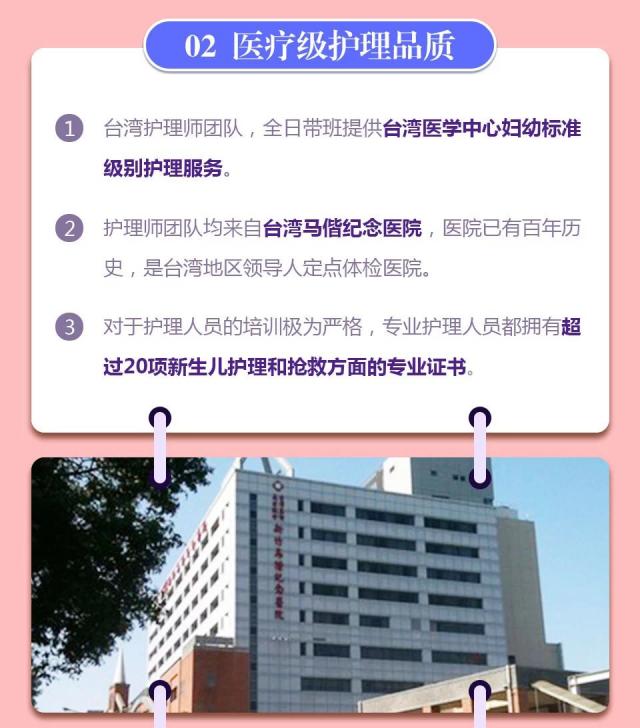 02 医疗级护理品质
1 台湾护理师团队，全日带班提供台湾医学中心妇幼标准
级别护理服务。
2 护理师团队均来自台湾马偕纪念医院，医院已有百年历
史，是台湾地区领导人定点体检医院。
3 对于护理人员的培训极为严格，专业护理人员都拥有超
过20项新生儿护理和抢救方面的专业证书。
新竹馬偕紀念醫院